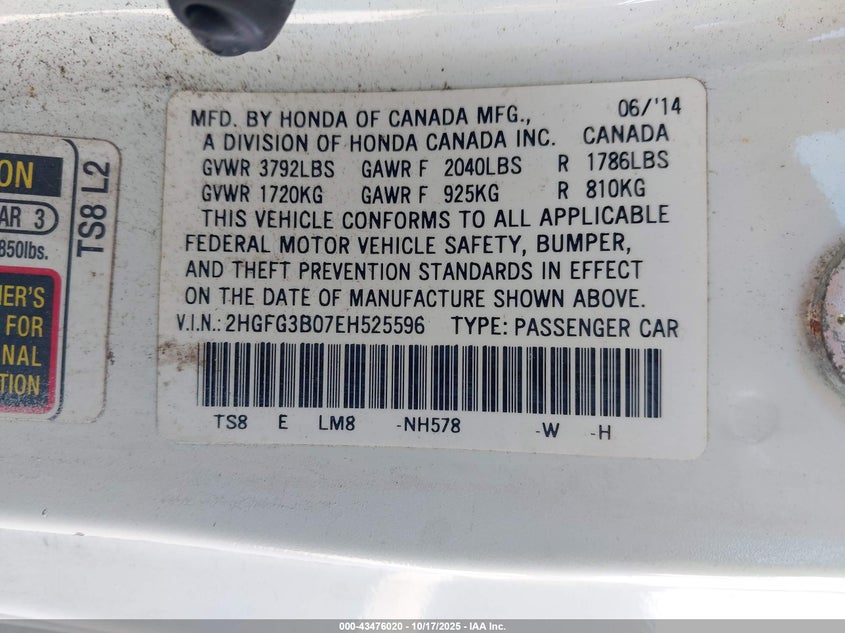 MFD. BY HONDA OF CANADA MFG., 06/'14
A DIVISION OF HONDA CANADA INC. CANADA
GVWR 3792LBS GAWR F 2040LBS R 1786LBS
GVWR 1720KG GAWR F 925KG R 810KG
THIS VEHICLE CONFORMS TO ALL APPLICABLE
FEDERAL MOTOR VEHICLE SAFETY, BUMPER,
AND THEFT PREVENTION STANDARDS IN EFFECT
ON THE DATE OF MANUFACTURE SHOWN ABOVE.
V.I.N.: 2HGFG3B07EH525596 TYPE: PASSENGER CAR
TS8 E LM8 -NH578 -W -H
ON
AR 3
850lbs.
ER'S
FOR
NAL
TION
TS8 L2
000-43476020 | 10/17/2025 | IAA Inc.